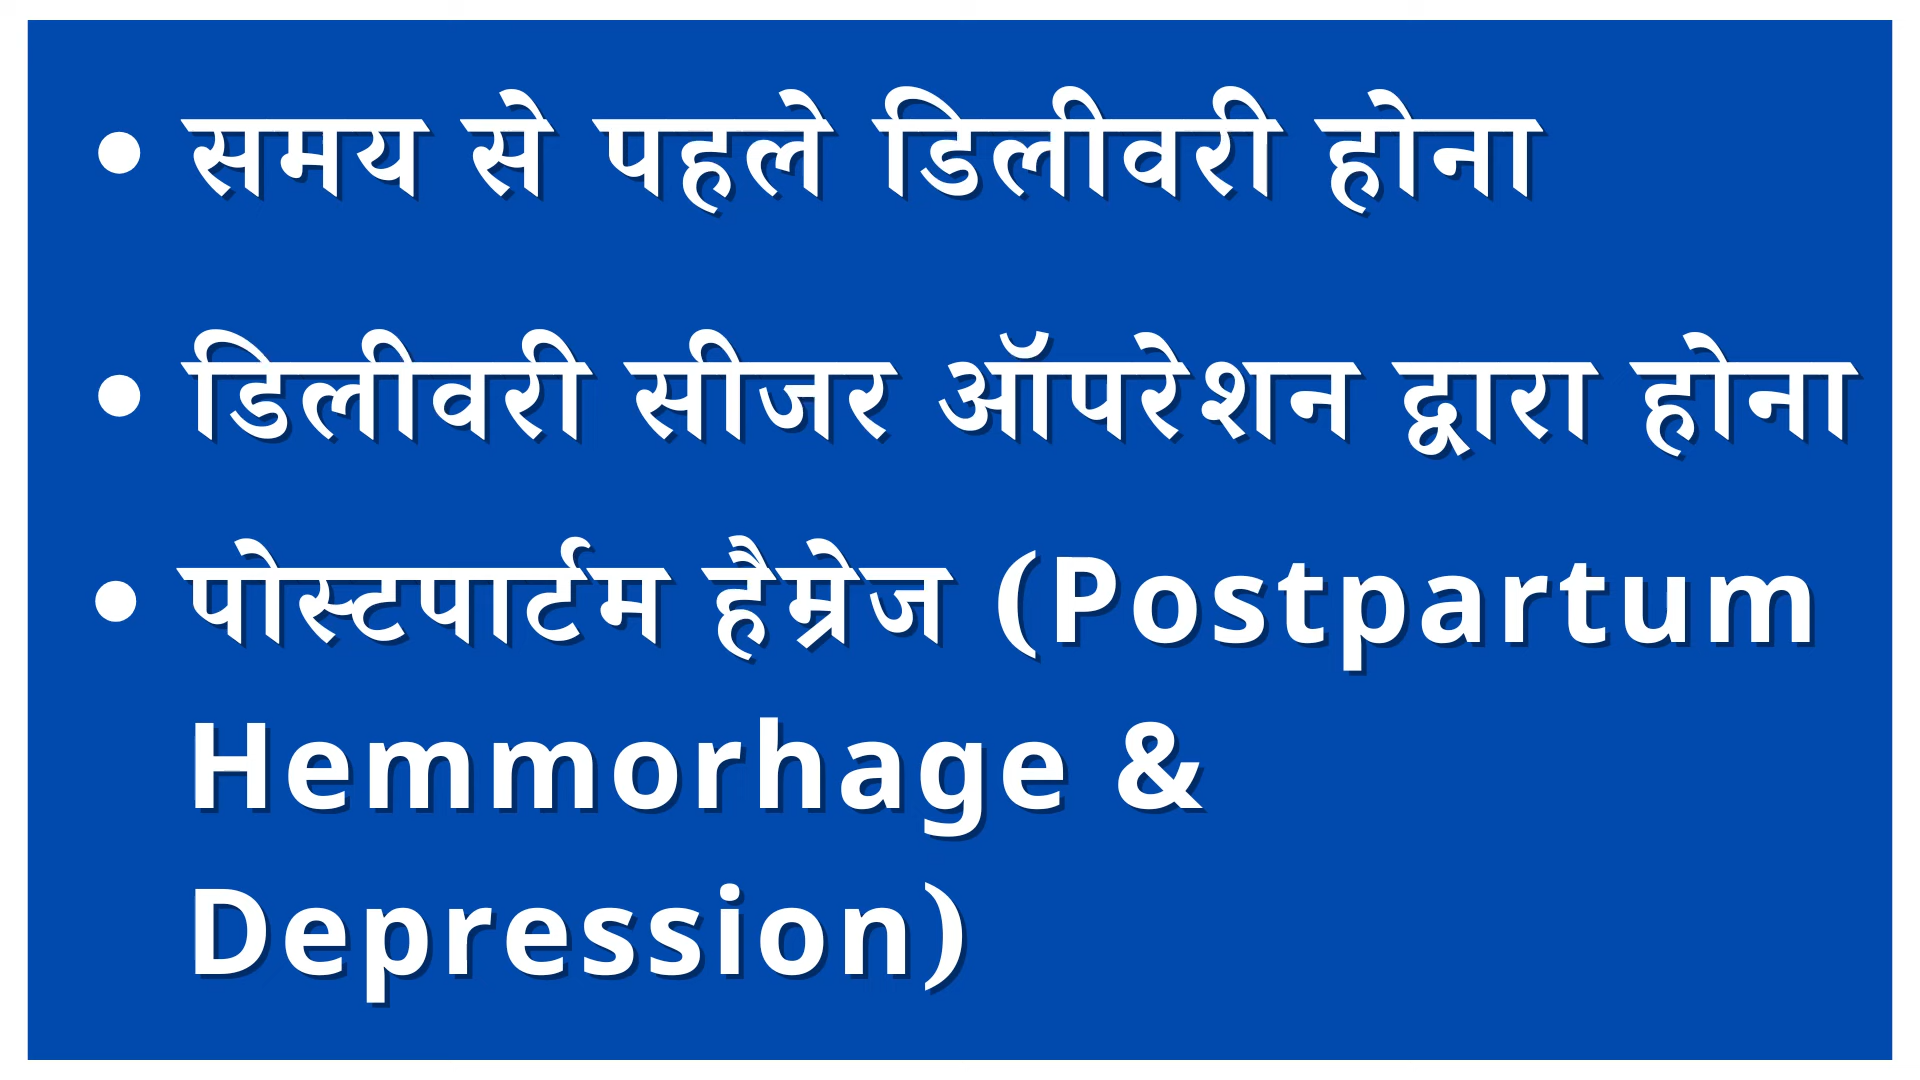 • समय से पहले डिलीवरी होना
• डिलीवरी सीजर ऑपरेशन द्वारा होना
• पोस्टपार्टम हैम्रेज (Postpartum
Hemmorhage &
Depression)